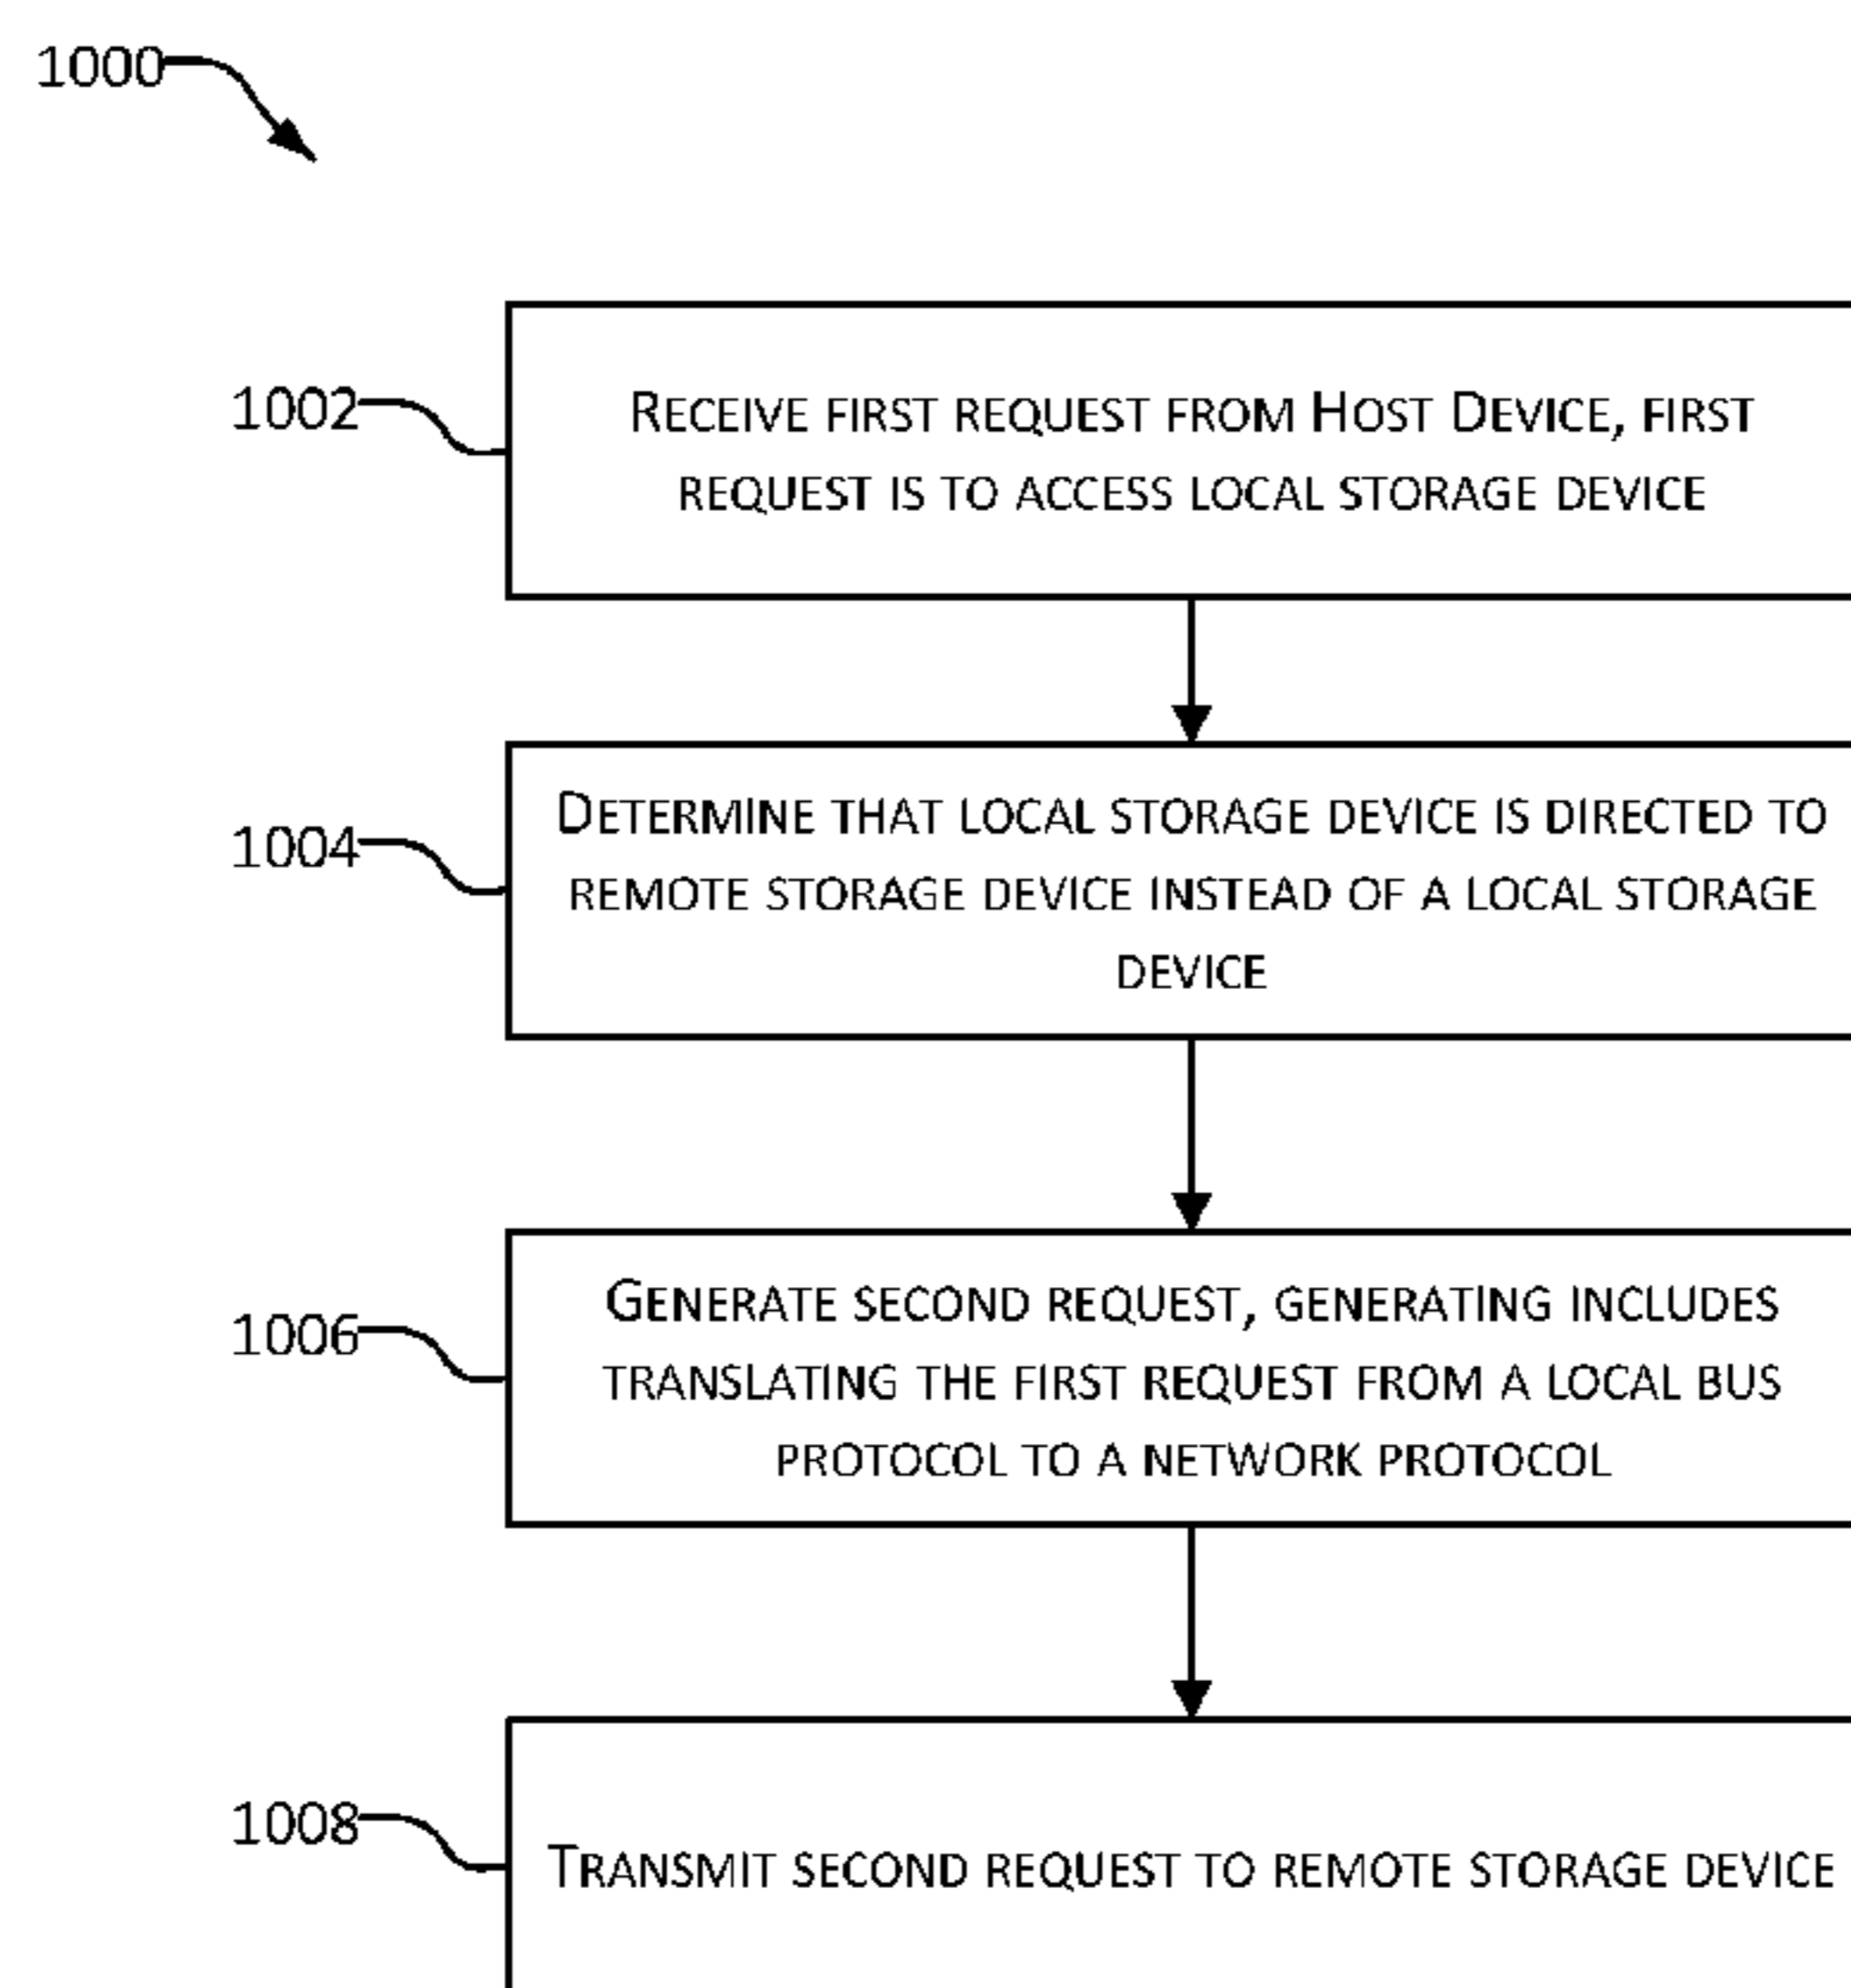 1000
1002
RECEIVE FIRST REQUEST FROM HOST DEVICE, FIRST
REQUEST IS TO ACCESS LOCAL STORAGE DEVICE
1004
DETERMINE THAT LOCAL STORAGE DEVICE IS DIRECTED TO
REMOTE STORAGE DEVICE INSTEAD OF A LOCAL STORAGE
DEVICE
1006
GENERATE SECOND REQUEST, GENERATING INCLUDES
TRANSLATING THE FIRST REQUEST FROM A LOCAL BUS
PROTOCOL TO A NETWORK PROTOCOL
1008
TRANSMIT SECOND REQUEST TO REMOTE STORAGE DEVICE